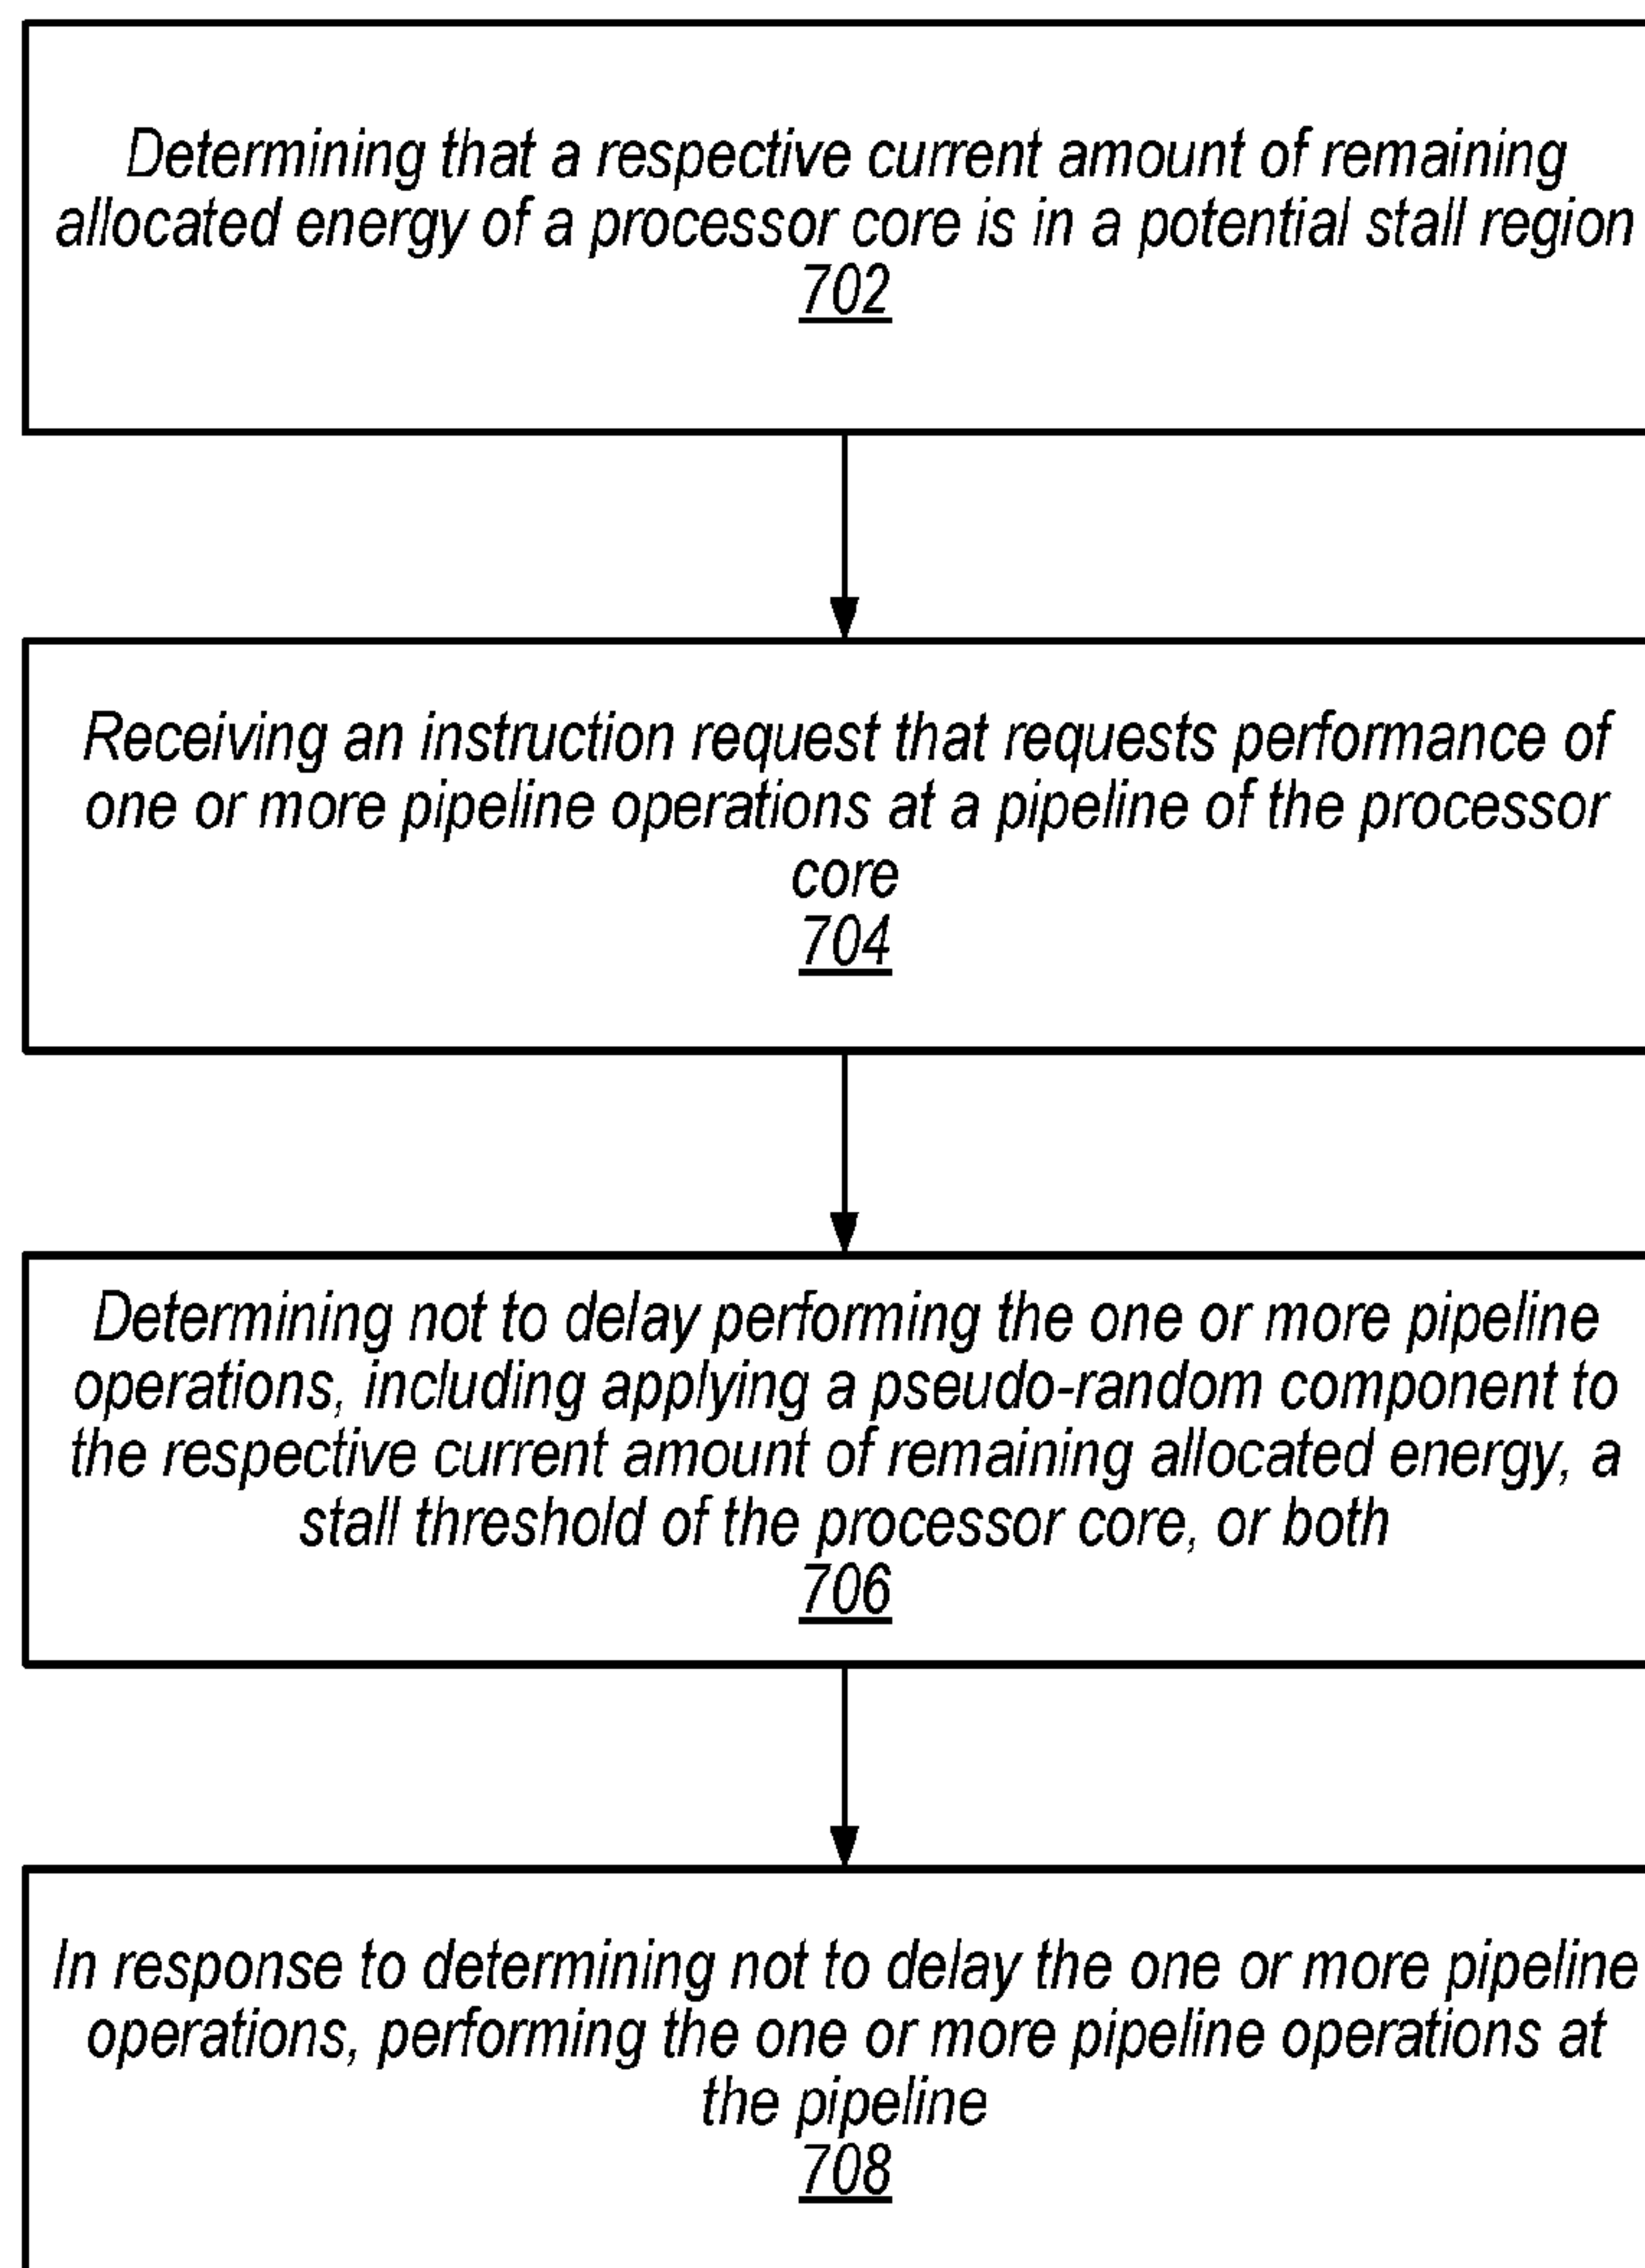 Determining that a respective current amount of remaining
allocated energy of a processor core is in a potential stall region
702
Receiving an instruction request that requests performance of
one or more pipeline operations at a pipeline of the processor
core
704
Determining not to delay performing the one or more pipeline
operations, including applying a pseudo-random component to
the respective current amount of remaining allocated energy, a
stall threshold of the processor core, or both
706
In response to determining not to delay the one or more pipeline
operations, performing the one or more pipeline operations at
the pipeline
708